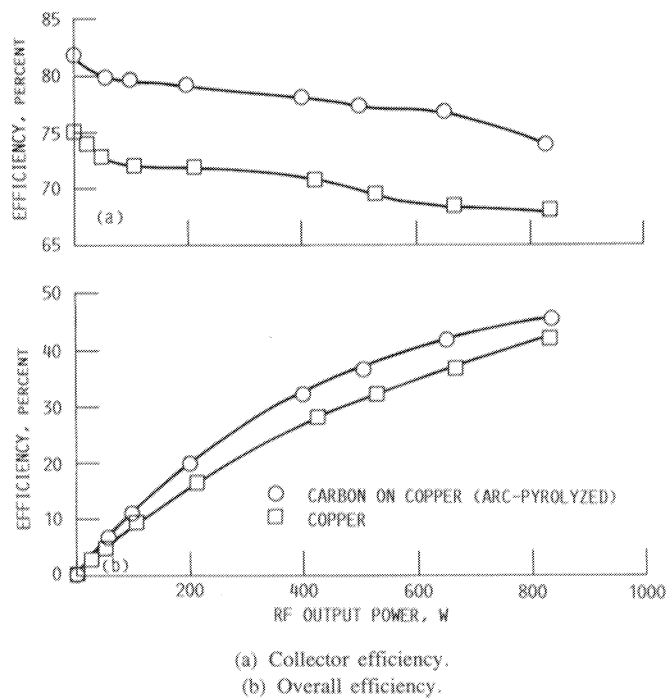 85
80
75
70
65
EFFICIENCY, PERCENT
(a)
50
40
30
20
10
0
EFFICIENCY, PERCENT
(b)
CARBON ON COPPER (ARC-PYROLYZED)
COPPER
200 400 600 800 1000
RF OUTPUT POWER, W
(a) Collector efficiency.
(b) Overall efficiency.